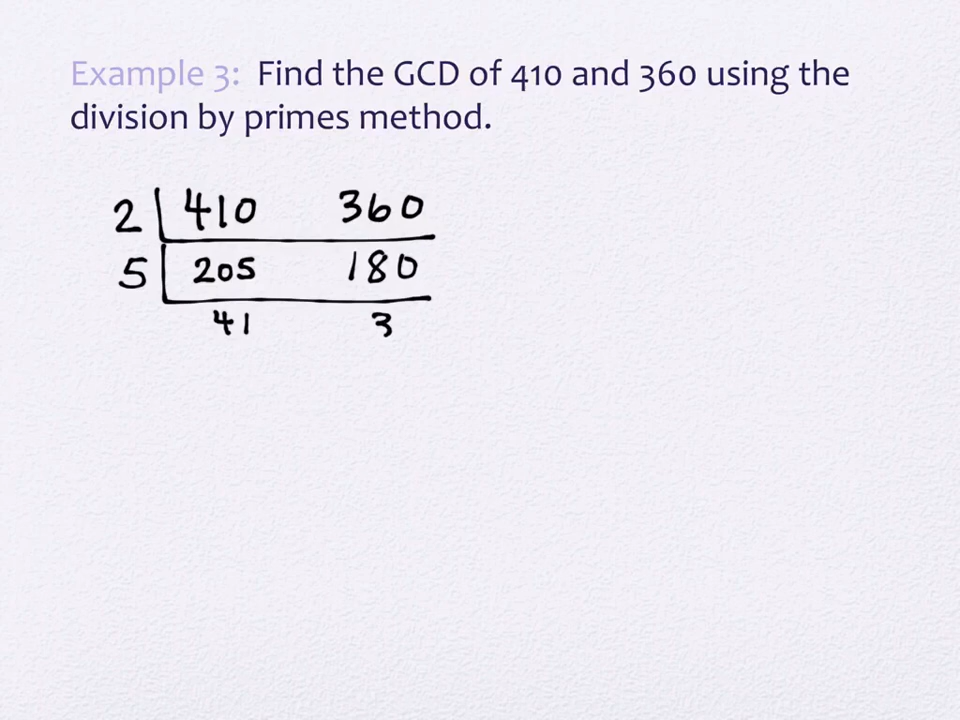 Example 3: Find the GCD of 410 and 360 using the
division by primes method.
2 410 360
5 205 180
41 3